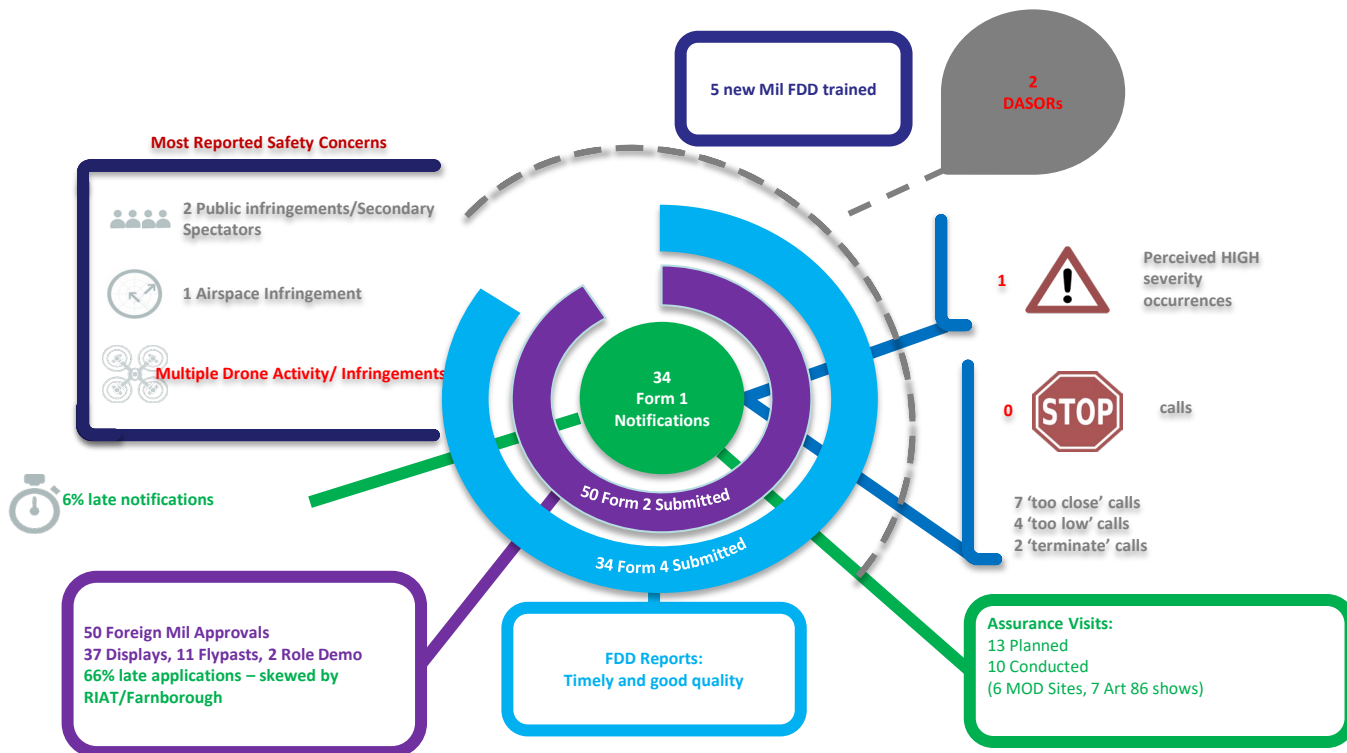 5 new Mil FDD trained
2
DASORs
Most Reported Safety Concerns
2 Public infringements/Secondary
Spectators
1 Airspace Infringement
Multiple Drone Activity/ Infringements
1
Perceived HIGH
severity
occurrences
34
Form 1
Notifications
0
STOP
calls
50 Form 2 Submitted
34 Form 4 Submitted
6% late notifications
7 ‘too close’ calls
4 ‘too low’ calls
2 ‘terminate’ calls
50 Foreign Mil Approvals
37 Displays, 11 Flypasts, 2 Role Demo
66% late applications – skewed by
RIAT/Farnborough
FDD Reports:
Timely and good quality
Assurance Visits:
13 Planned
10 Conducted
(6 MOD Sites, 7 Art 86 shows)